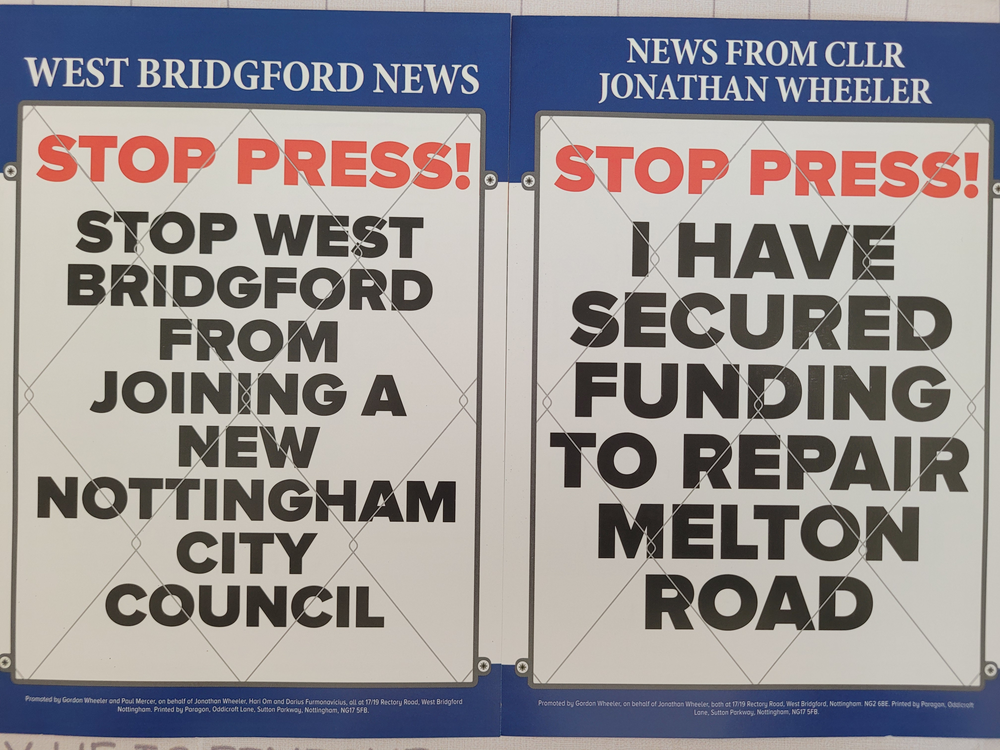 WEST BRIDGFORD NEWS
STOP PRESS!
STOP WEST
BRIDGFORD
FROM
JOINING A
NEW
NOTTINGHAM
CITY
COUNCIL
Promoted by Gordon Wheeler and Paul Mercer, on behalf of Jonathan Wheeler, Hari Om and Darius Furmonavicius, all at 17/19 Rectory Road, West Bridgford
Nottingham. Printed by Paragon, Oddicroft Lane, Sutton Parkway, Nottingham, NG17 5FB.
NEWS FROM CLLR
JONATHAN WHEELER
STOP PRESS!
I HAVE
SECURED
FUNDING
TO REPAIR
MELTON
ROAD
Promoted by Gordon Wheeler, on behalf of Jonathan Wheeler, both at 17/19 Rectory Road, West Bridford, Nottingham. NG2 6BE. Printed by Paragon, Oddicroft
Lane, Sutton Parkway, Nottingham, NG17 5FB.